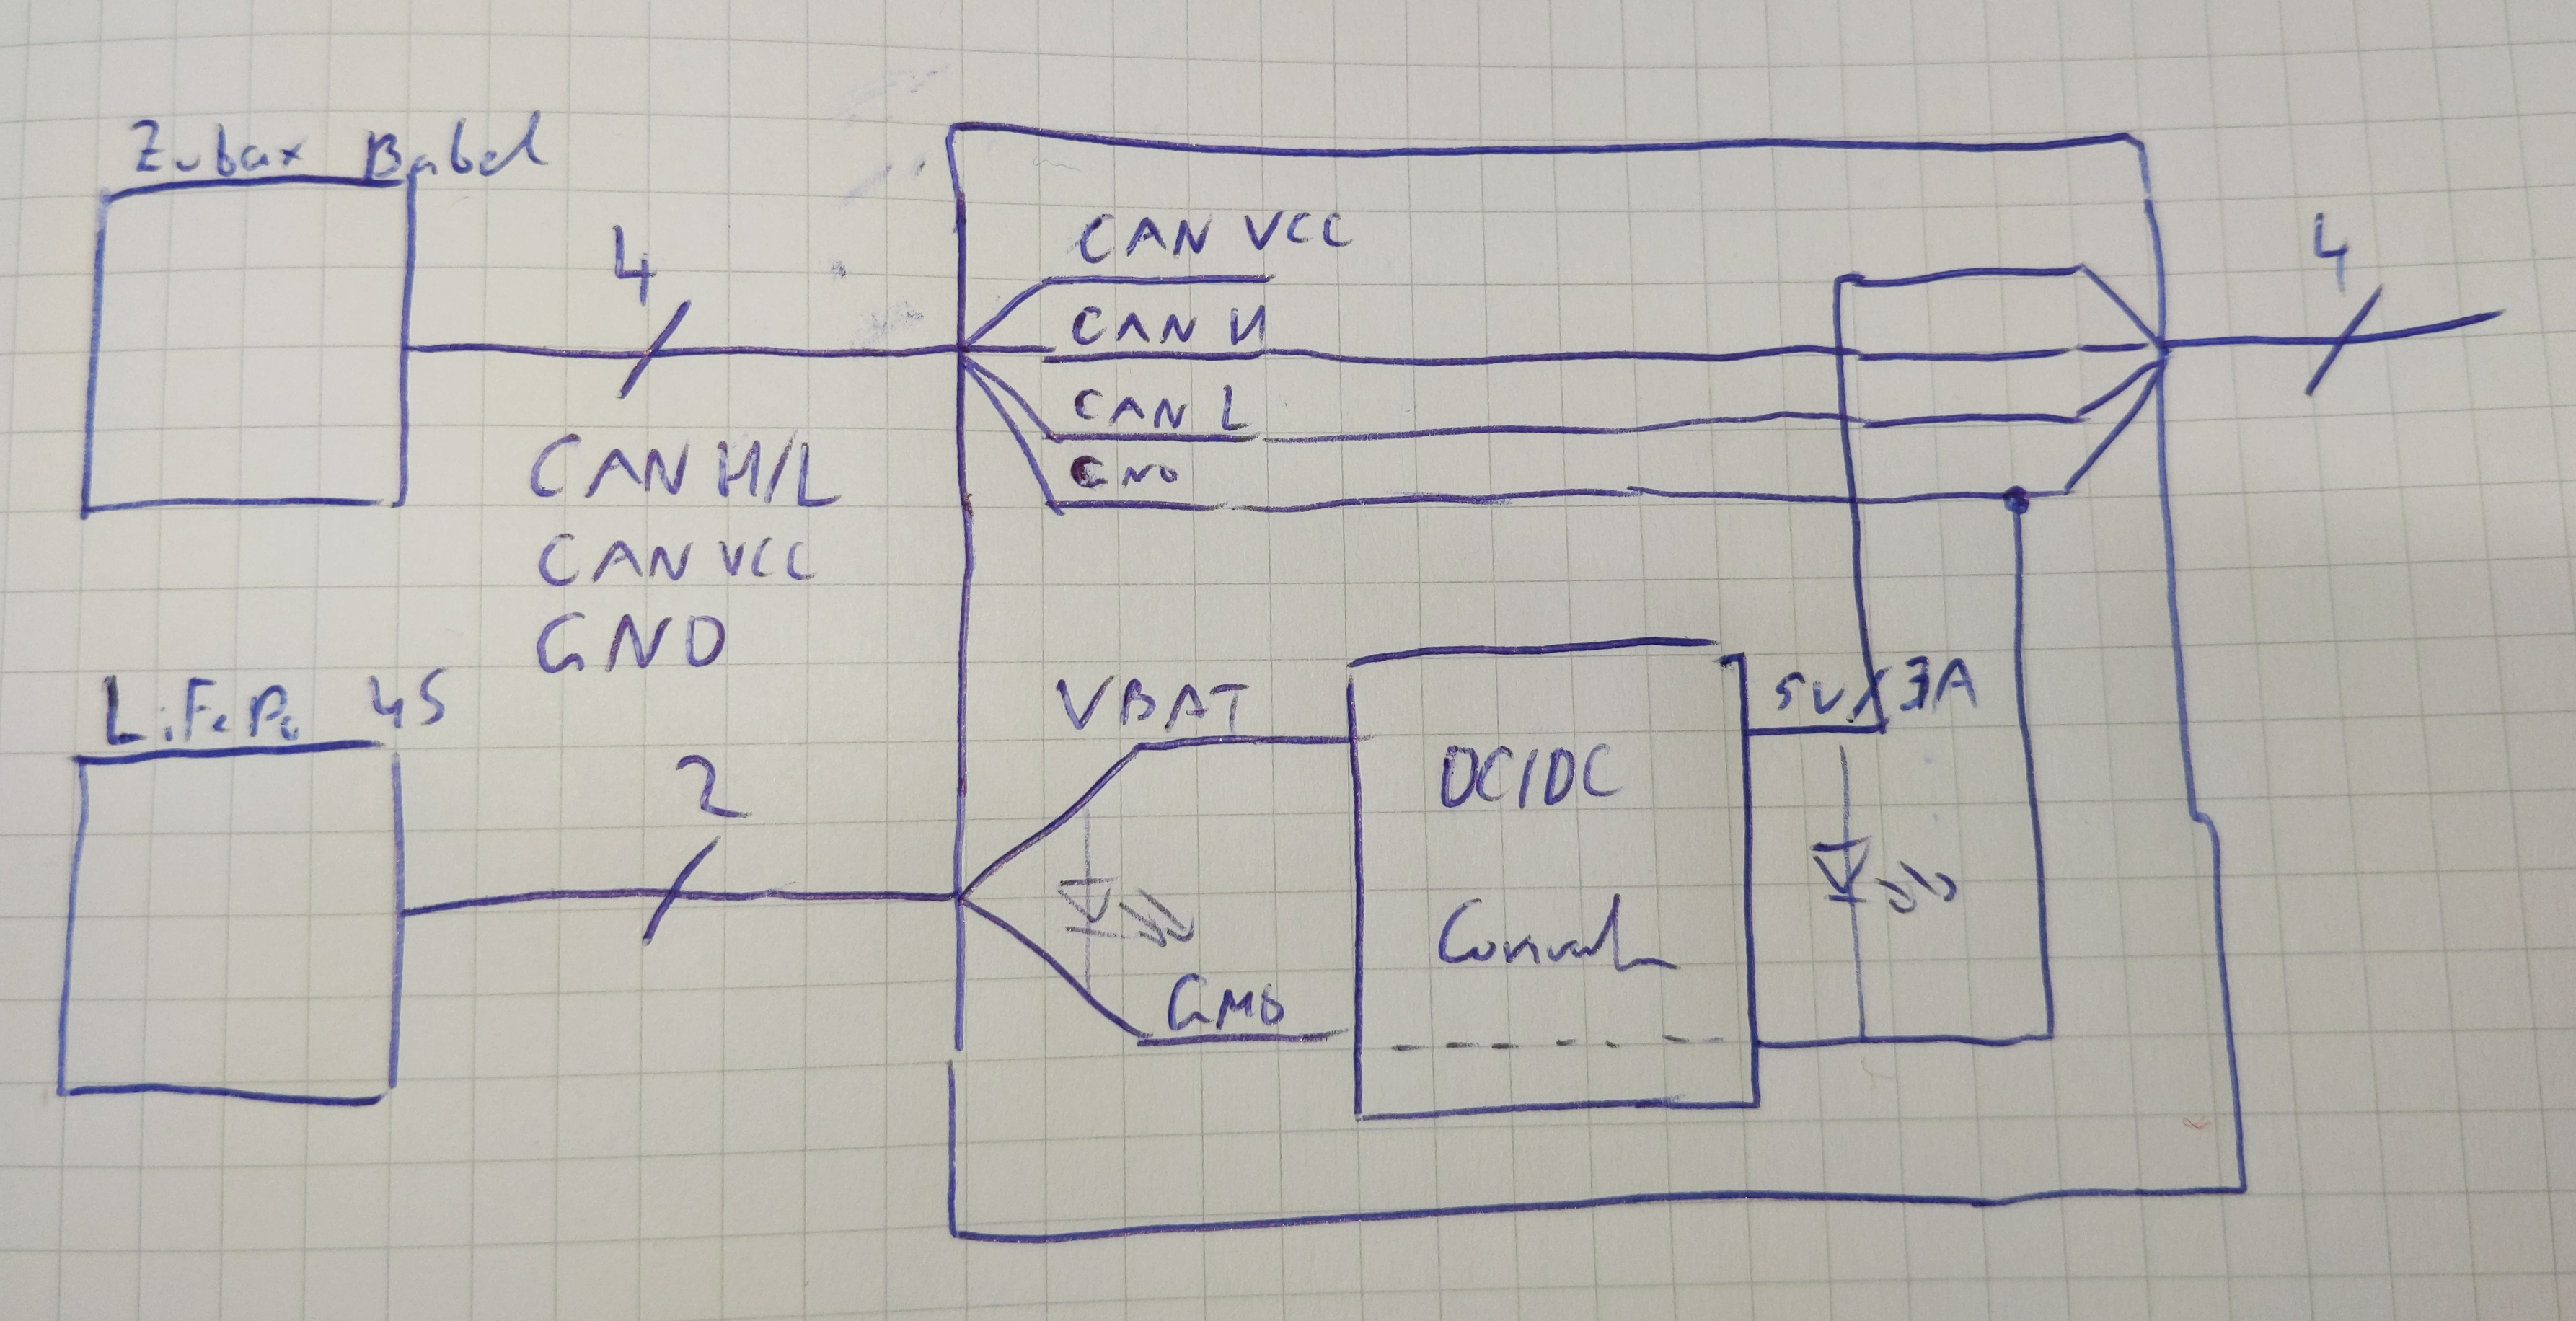 Zubax Babel
4
CAN VCC
CAN H
CAN L
GND
4
CAN H/L
CAN VCC
GND
LiFePo 4S
2
VBAT
GND
DC/DC
5V/3A